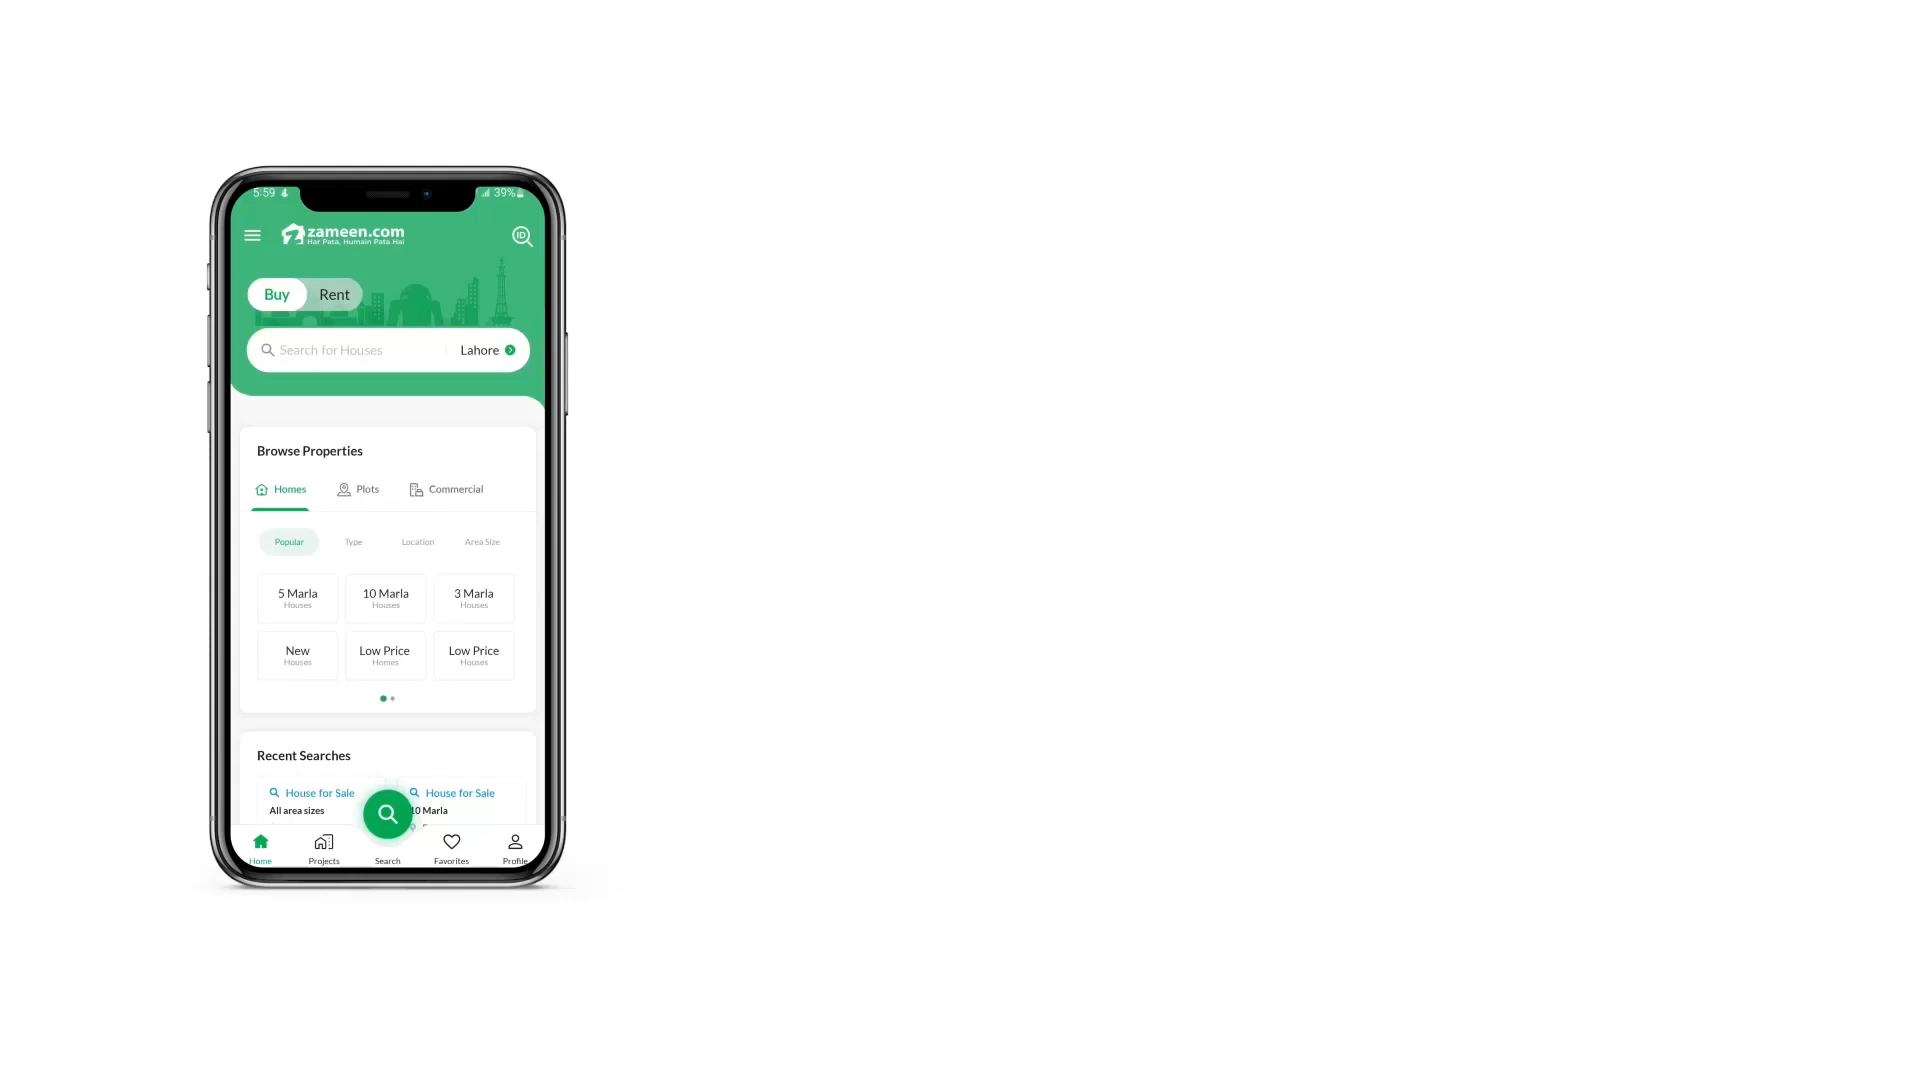 5:59 39%
zameen.com
Har Pata, Humain Pata Hai
ID
Buy Rent
Search for Houses Lahore
Browse Properties
Homes Plots Commercial
Popular Type Location Area Size
5 Marla 10 Marla 3 Marla
Houses Houses Houses
New Low Price Low Price
Houses Homes Houses
Recent Searches
House for Sale House for Sale
All area sizes 10 Marla
Home Projects Search Favorites Profile